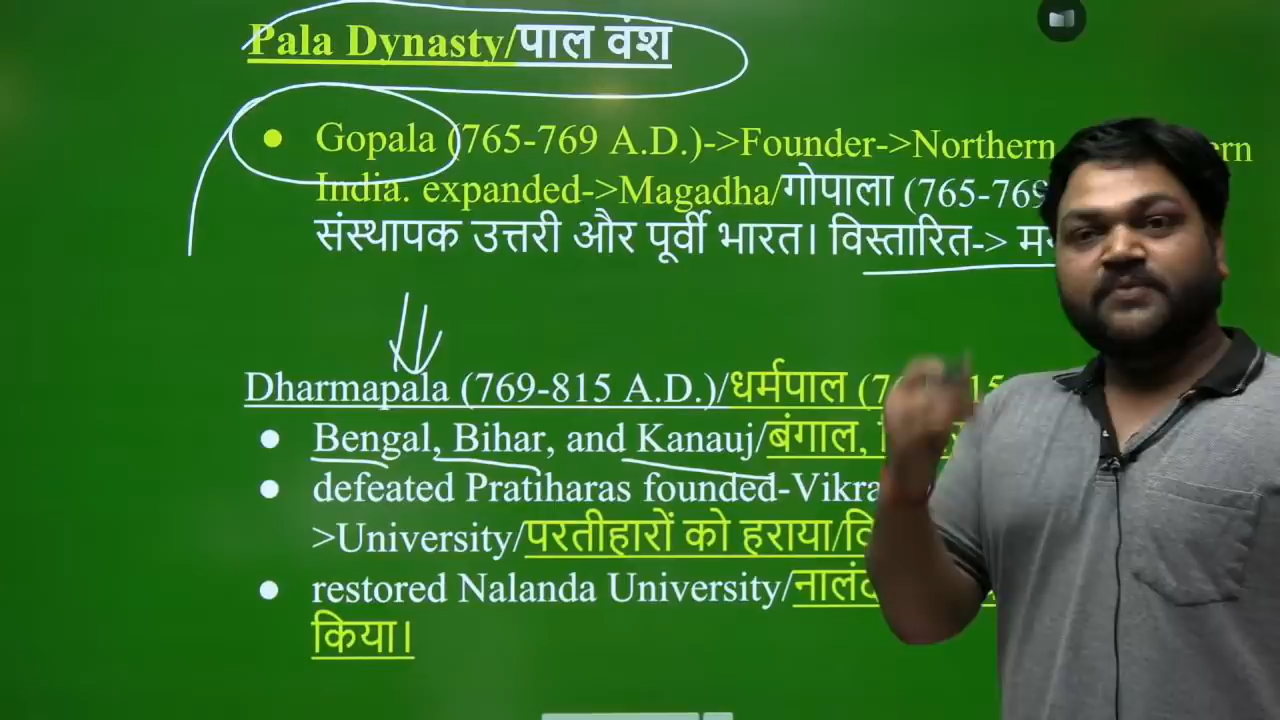 Pala Dynasty/पाल वंश
● Gopala (765-769 A.D.)->Founder->Northern
India. expanded->Magadha/गोपाला (765-769
संस्थापक उत्तरी और पूर्वी भारत। विस्तारित->
Dharmapala (769-815 A.D.)/धर्मपाल
● Bengal, Bihar, and Kanauj/बंगाल,
● defeated Pratiharas founded-
>University/परतीहारों को हराया/
● restored Nalanda University/
किया।